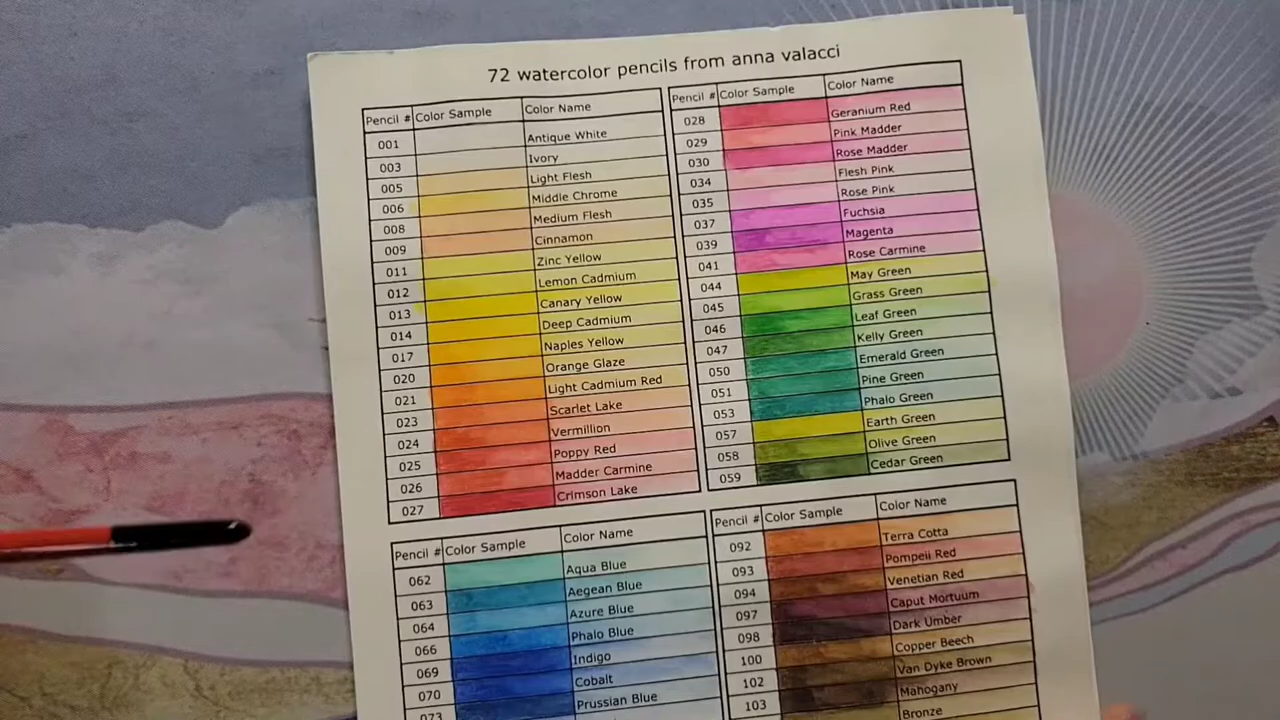 72 watercolor pencils from anna valacci
Pencil # Color Sample Color Name
001 Antique White
003 Ivory
005 Light Flesh
006 Middle Chrome
008 Medium Flesh
009 Cinnamon
011 Zinc Yellow
012 Lemon Cadmium
013 Canary Yellow
014 Deep Cadmium
017 Naples Yellow
020 Orange Glaze
021 Light Cadmium Red
023 Scarlet Lake
024 Vermillion
025 Poppy Red
026 Madder Carmine
027 Crimson Lake
Pencil # Color Sample Color Name
028 Geranium Red
029 Pink Madder
030 Rose Madder
034 Flesh Pink
035 Rose Pink
037 Fuchsia
039 Magenta
041 Rose Carmine
044 May Green
045 Grass Green
046 Leaf Green
047 Kelly Green
050 Emerald Green
051 Pine Green
053 Phalo Green
057 Earth Green
058 Olive Green
059 Cedar Green
Pencil # Color Sample Color Name
062 Aqua Blue
063 Aegean Blue
064 Azure Blue
066 Phalo Blue
069 Indigo
070 Cobalt
073 Prussian Blue
Pencil # Color Sample Color Name
092 Terra Cotta
093 Pompeii Red
094 Venetian Red
097 Caput Mortuum
098 Dark Umber
100 Copper Beech
102 Van Dyke Brown
103 Mahogany
Bronze